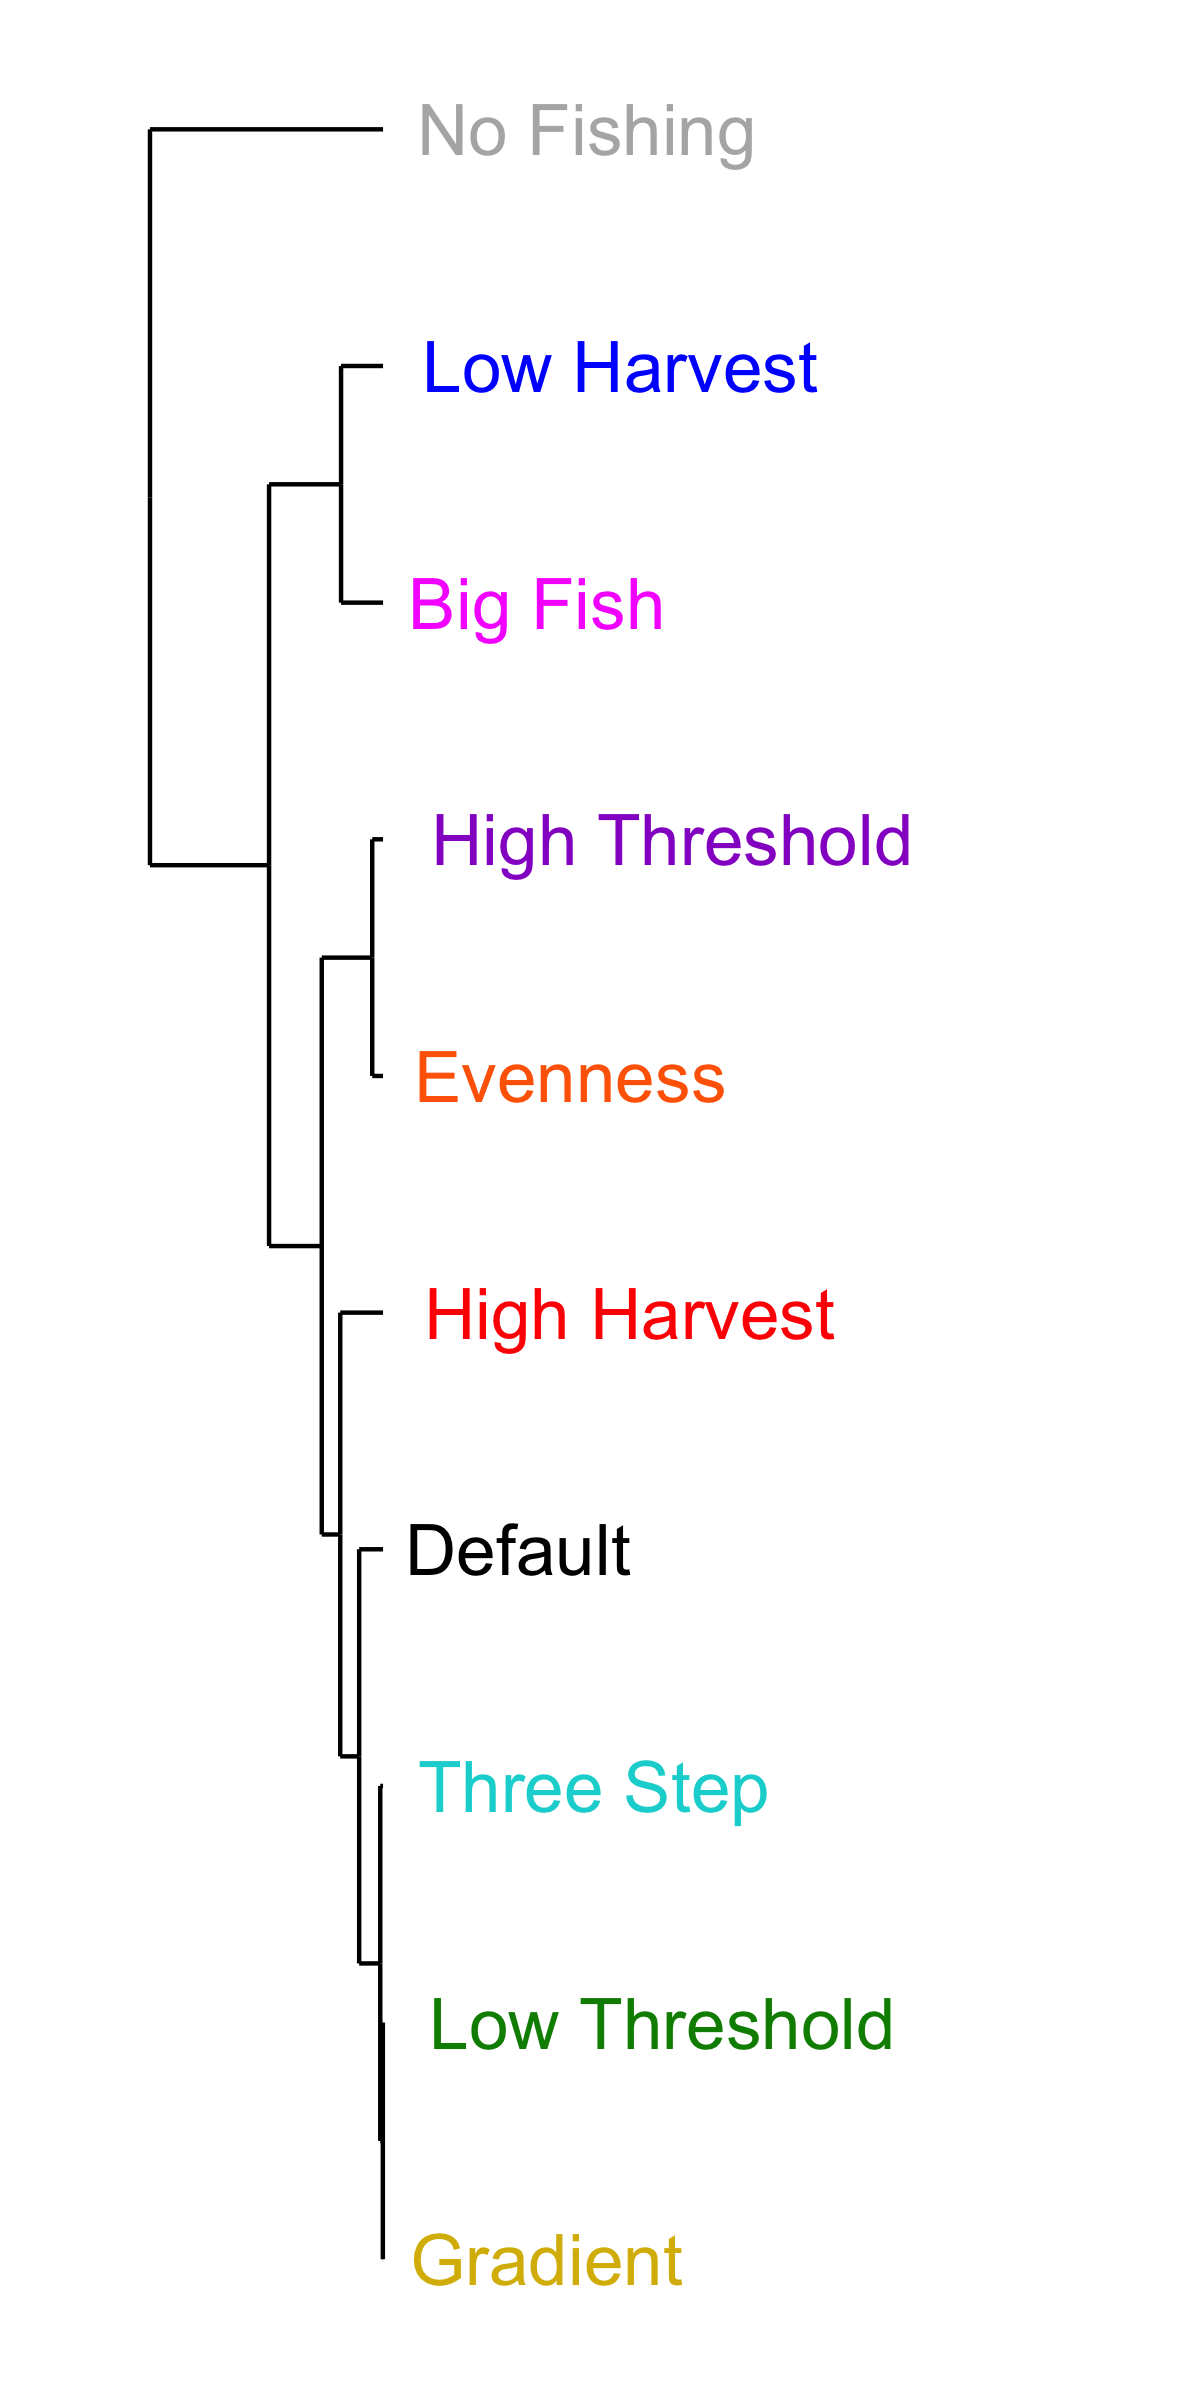 No Fishing
Low Harvest
Big Fish
High Threshold
Evenness
High Harvest
Default
Three Step
Low Threshold
Gradient